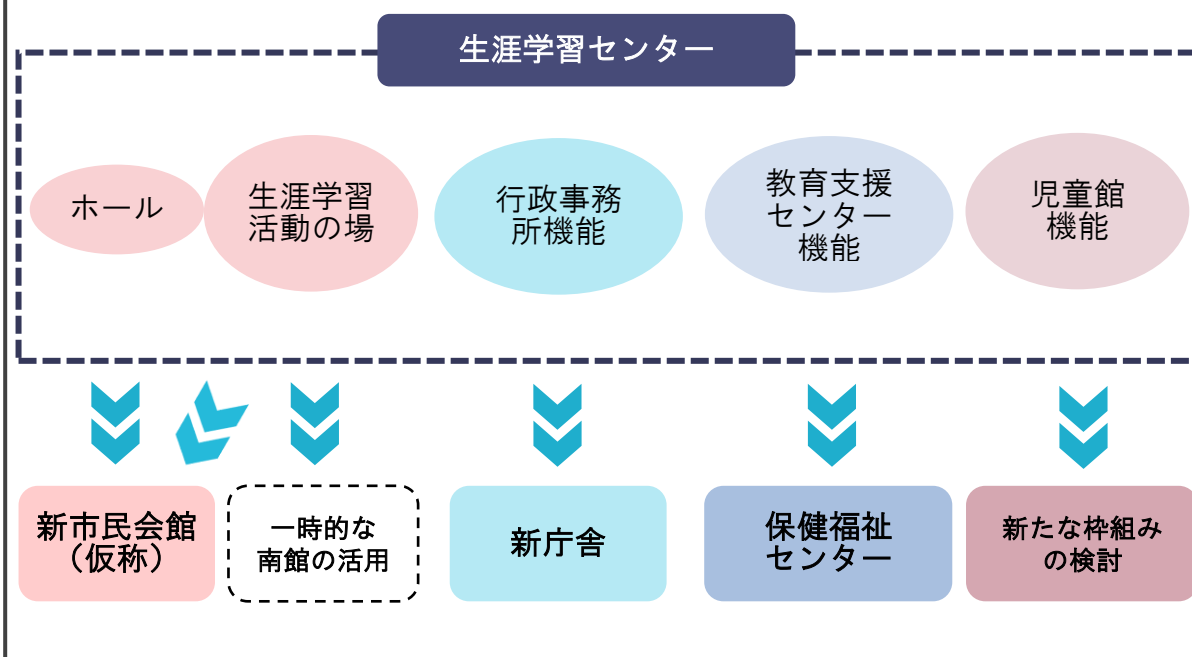 生涯学習センター
ホール
生涯学習
活動の場
行政事務
所機能
教育支援
センター
機能
児童館
機能
新市民会館
（仮称）
一時的な
南館の活用
新庁舎
保健福祉
センター
新たな枠組み
の検討